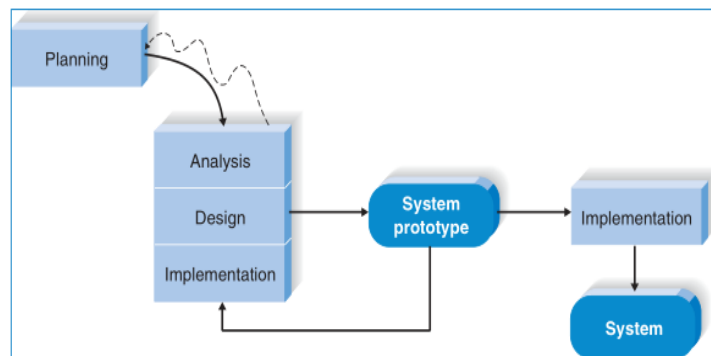 Planning
Analysis
Design
Implementation
System
prototype
Implementation
System